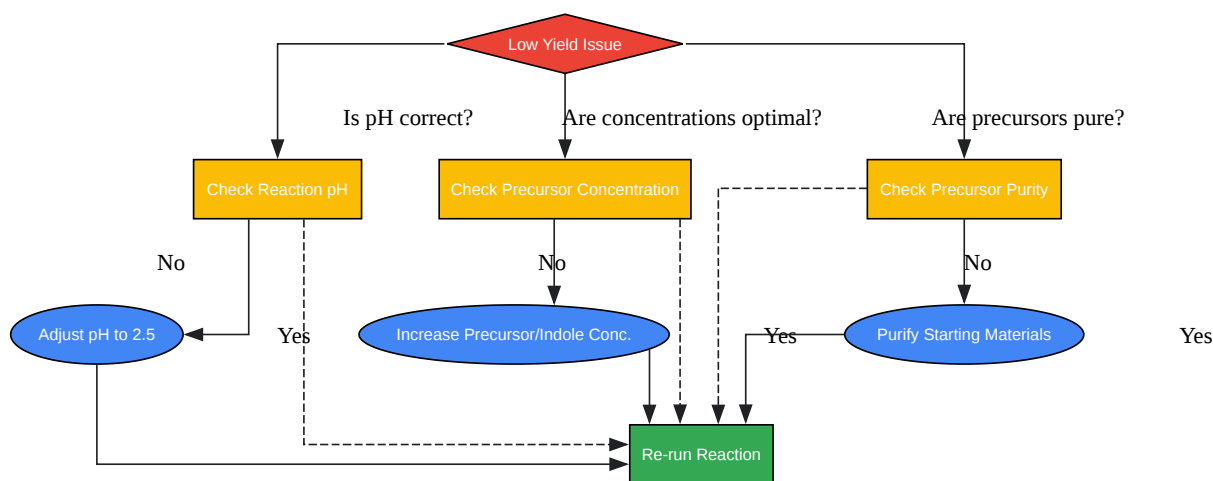 Low Yield Issue
Is pH correct?
Are concentrations optimal?
Are precursors pure?
Check Reaction pH
Check Precursor Concentration
Check Precursor Purity
No
No
No
Adjust pH to 2.5
Yes
Increase Precursor/Indole Conc.
Yes
Purify Starting Materials
Yes
Re-run Reaction